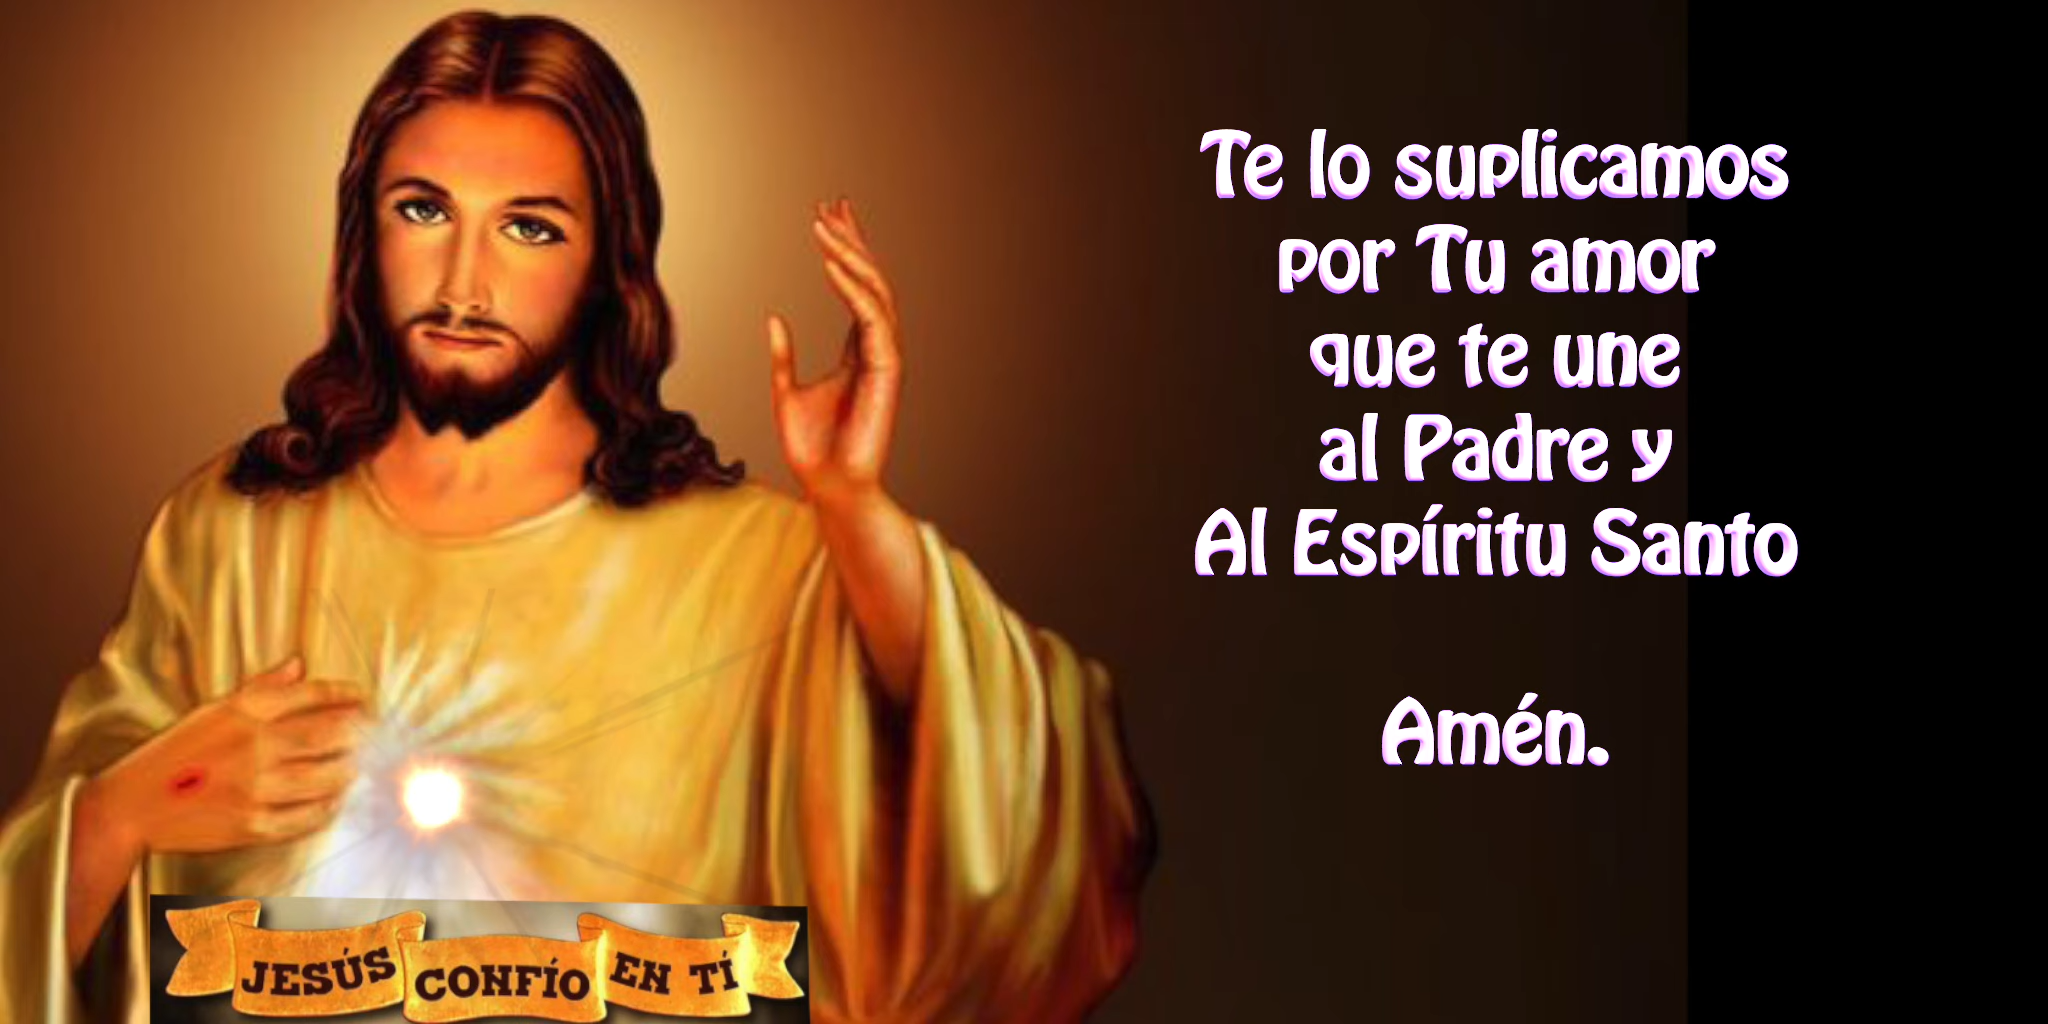 Te lo suplicamos
por Tu amor
que te une
al Padre y
Al Espíritu Santo
Amén.
JESÚS CONFÍO EN TÍ